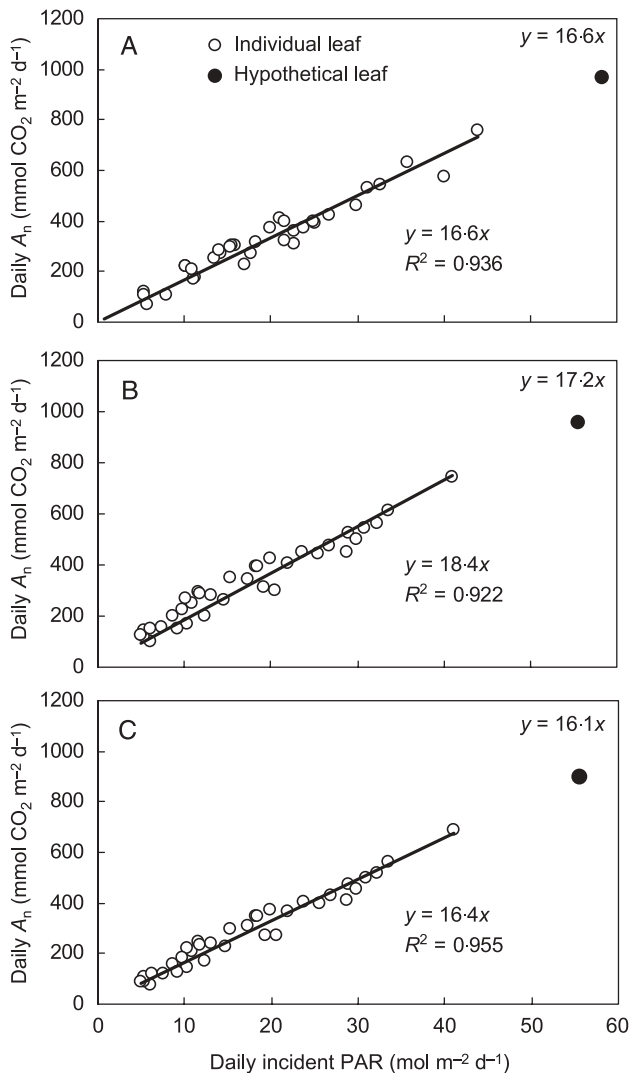 A
Individual leaf
Hypothetical leaf
y = 16·6x
1200
1000
800
600
400
200
0
Daily Aₙ (mmol CO₂ m⁻² d⁻¹)
y = 16·6x
R² = 0·936
B
y = 17·2x
1200
1000
800
600
400
200
0
Daily Aₙ (mmol CO₂ m⁻² d⁻¹)
y = 18·4x
R² = 0·922
C
y = 16·1x
1200
1000
800
600
400
200
0
Daily Aₙ (mmol CO₂ m⁻² d⁻¹)
y = 16·4x
R² = 0·955
0 10 20 30 40 50 60
Daily incident PAR (mol m⁻² d⁻¹)